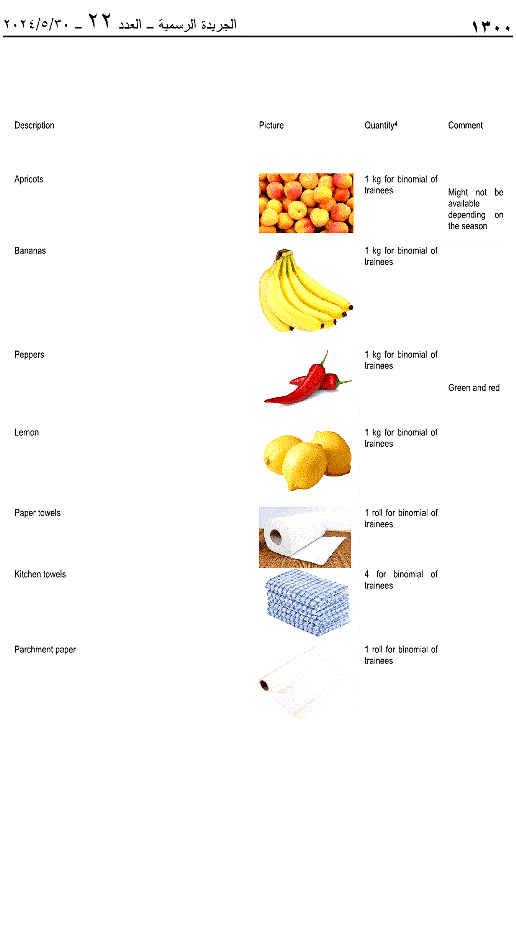 ١٣٠٠ الجريدة الرسمية ــ العدد ٢٢ ــ ٢٠٢٤/٥/٣٠
Description Picture Quantity⁴ Comment
Apricots 1 kg for binomial of
trainees
Might not be
available
depending on
the season
Bananas 1 kg for binomial of
trainees
Peppers 1 kg for binomial of
trainees
Green and red
Lemon 1 kg for binomial of
trainees
Paper towels 1 roll for binomial of
trainees
Kitchen towels 4 for binomial of
trainees
Parchment paper 1 roll for binomial of
trainees